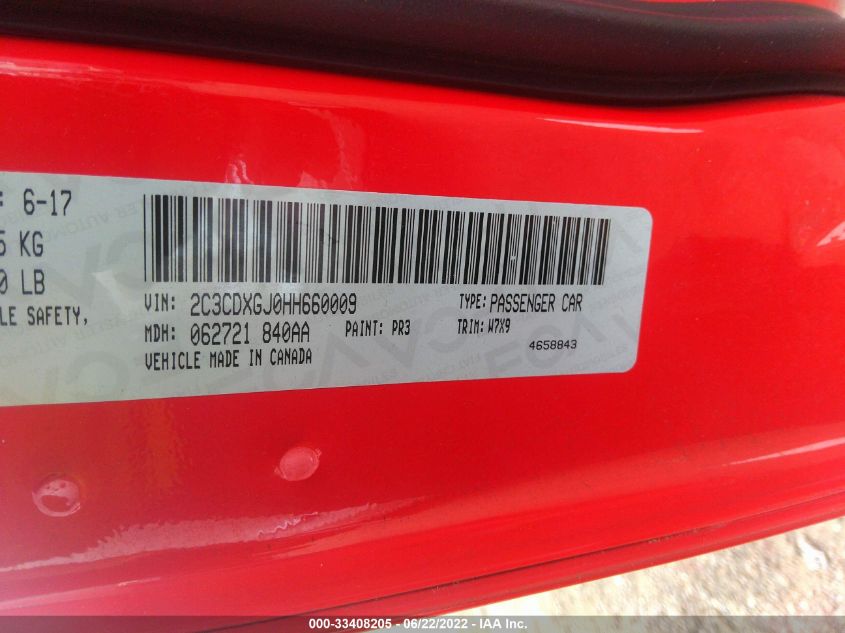 : 6-17
5 KG
0 LB
LE SAFETY,
VIN: 2C3CDXGJ0HH660009 TYPE: PASSENGER CAR
MDH: 062721 840AA PAINT: PR3 TRIM: W7X9
VEHICLE MADE IN CANADA 4658843
000-33408205 - 06/22/2022 - IAA Inc.